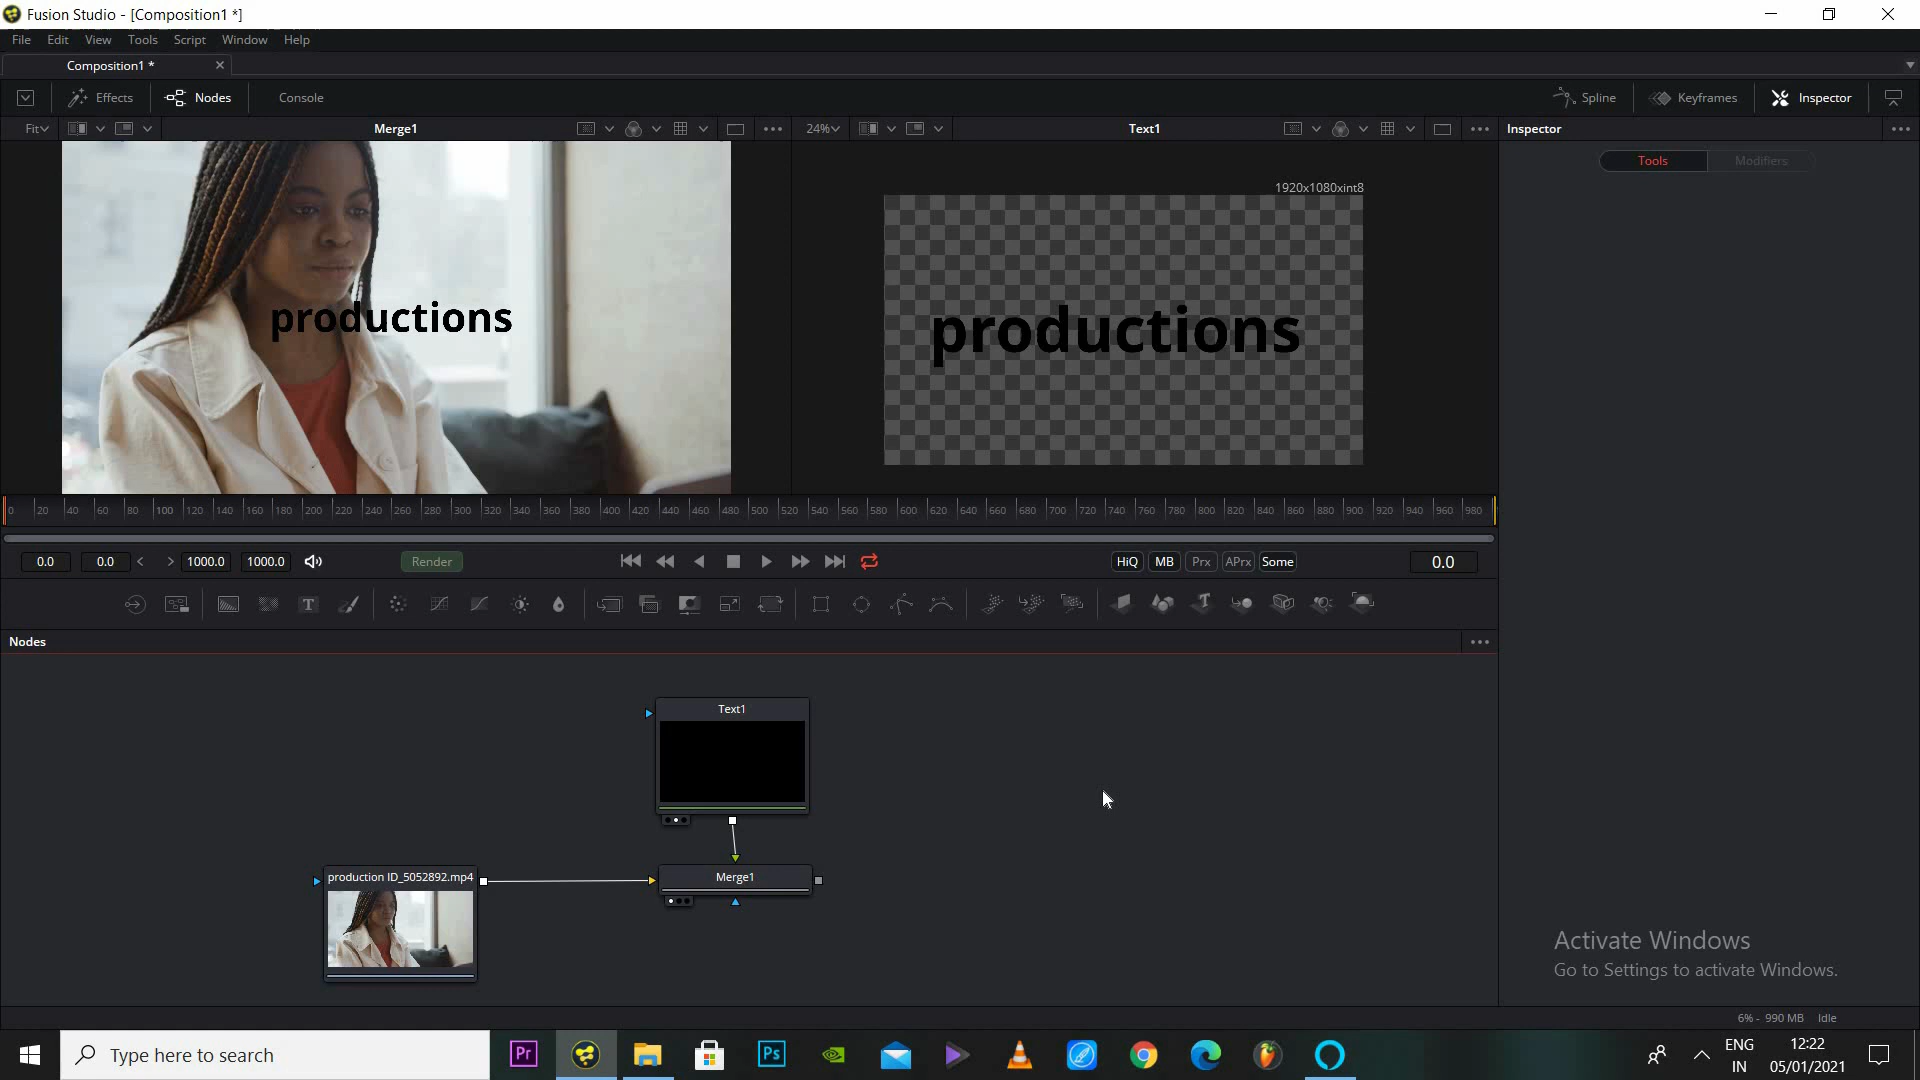 Fusion Studio - [Composition1 *]
File Edit View Tools Script Window Help
Composition1 *
Effects Nodes Console Spline Keyframes Inspector
Fit Merge1 24% Text1 Inspector
Tools Modifiers
1920x1080xint8
productions
productions
0 20 40 60 80 100 120 140 160 180 200 220 240 260 280 300 320 340 360 380 400 420 440 460 480 500 520 540 560 580 600 620 640 660 680 700 720 740 760 780 800 820 840 860 880 900 920 940 960 980
0.0 0.0 < > 1000.0 1000.0 Render HiQ MB Prx APrx Some 0.0
Nodes
Text1
production ID_5052892.mp4
Merge1
Activate Windows
Go to Settings to activate Windows.
6% - 990 MB Idle
Type here to search
Pr
Ps
ENG
IN
12:22
05/01/2021